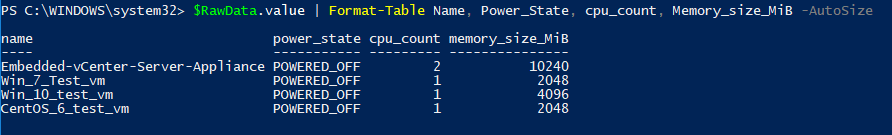 PS C:\WINDOWS\system32> $RawData.value | Format-Table Name, Power_State, cpu_count, Memory_size_MiB -AutoSize
name power_state cpu_count memory_size_MiB
---- ----------- --------- ---------------
Embedded-vCenter-Server-Appliance POWERED_OFF 2 10240
Win_7_Test_vm POWERED_OFF 1 2048
Win_10_test_vm POWERED_OFF 1 4096
CentOS_6_test_vm POWERED_OFF 1 2048